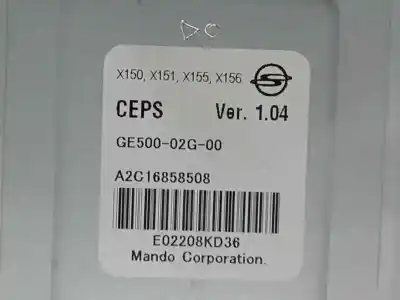 X150, X151, X155, X156
CEPS Ver. 1.04
GE500-02G-00
A2C16858508
E02208KD36
Mando Corporation.